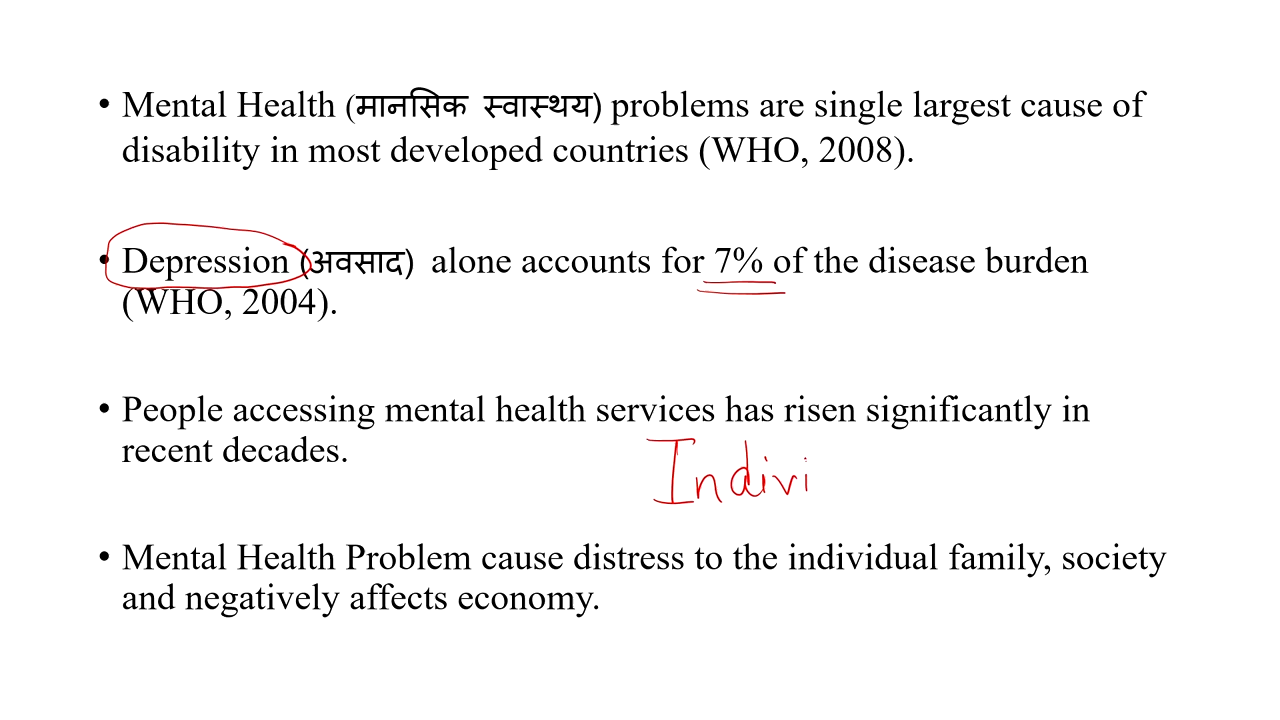 • Mental Health (मानसिक स्वास्थय) problems are single largest cause of
disability in most developed countries (WHO, 2008).
• Depression (अवसाद) alone accounts for 7% of the disease burden
(WHO, 2004).
• People accessing mental health services has risen significantly in
recent decades.
Indivi
• Mental Health Problem cause distress to the individual family, society
and negatively affects economy.